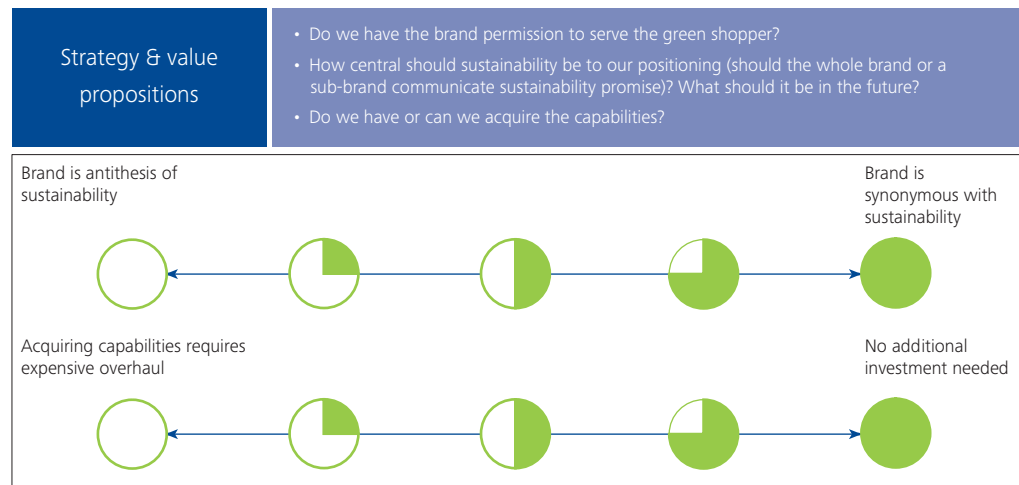 Strategy & value
propositions
• Do we have the brand permission to serve the green shopper?
• How central should sustainability be to our positioning (should the whole brand or a
sub-brand communicate sustainability promise)? What should it be in the future?
• Do we have or can we acquire the capabilities?
Brand is antithesis of
sustainability
Brand is
synonymous with
sustainability
Acquiring capabilities requires
expensive overhaul
No additional
investment needed